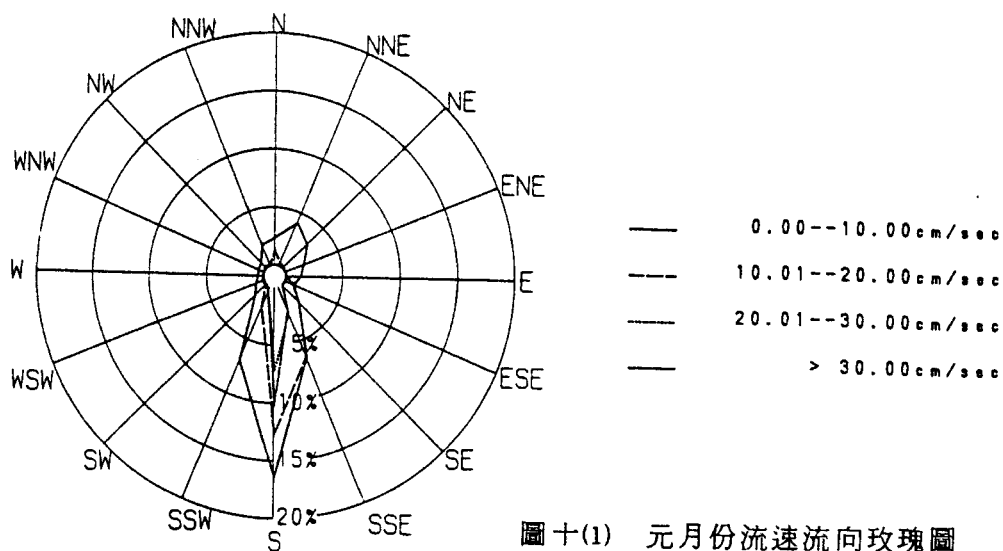 N
NNW
NNE
NW
NE
WNW
ENE
W
E
WSW
ESE
SW
SE
SSW
SSE
S
5%
10%
15%
20%
0.00--10.00cm/sec
10.01--20.00cm/sec
20.01--30.00cm/sec
> 30.00cm/sec
圖十(1) 元月份流速流向玫瑰圖